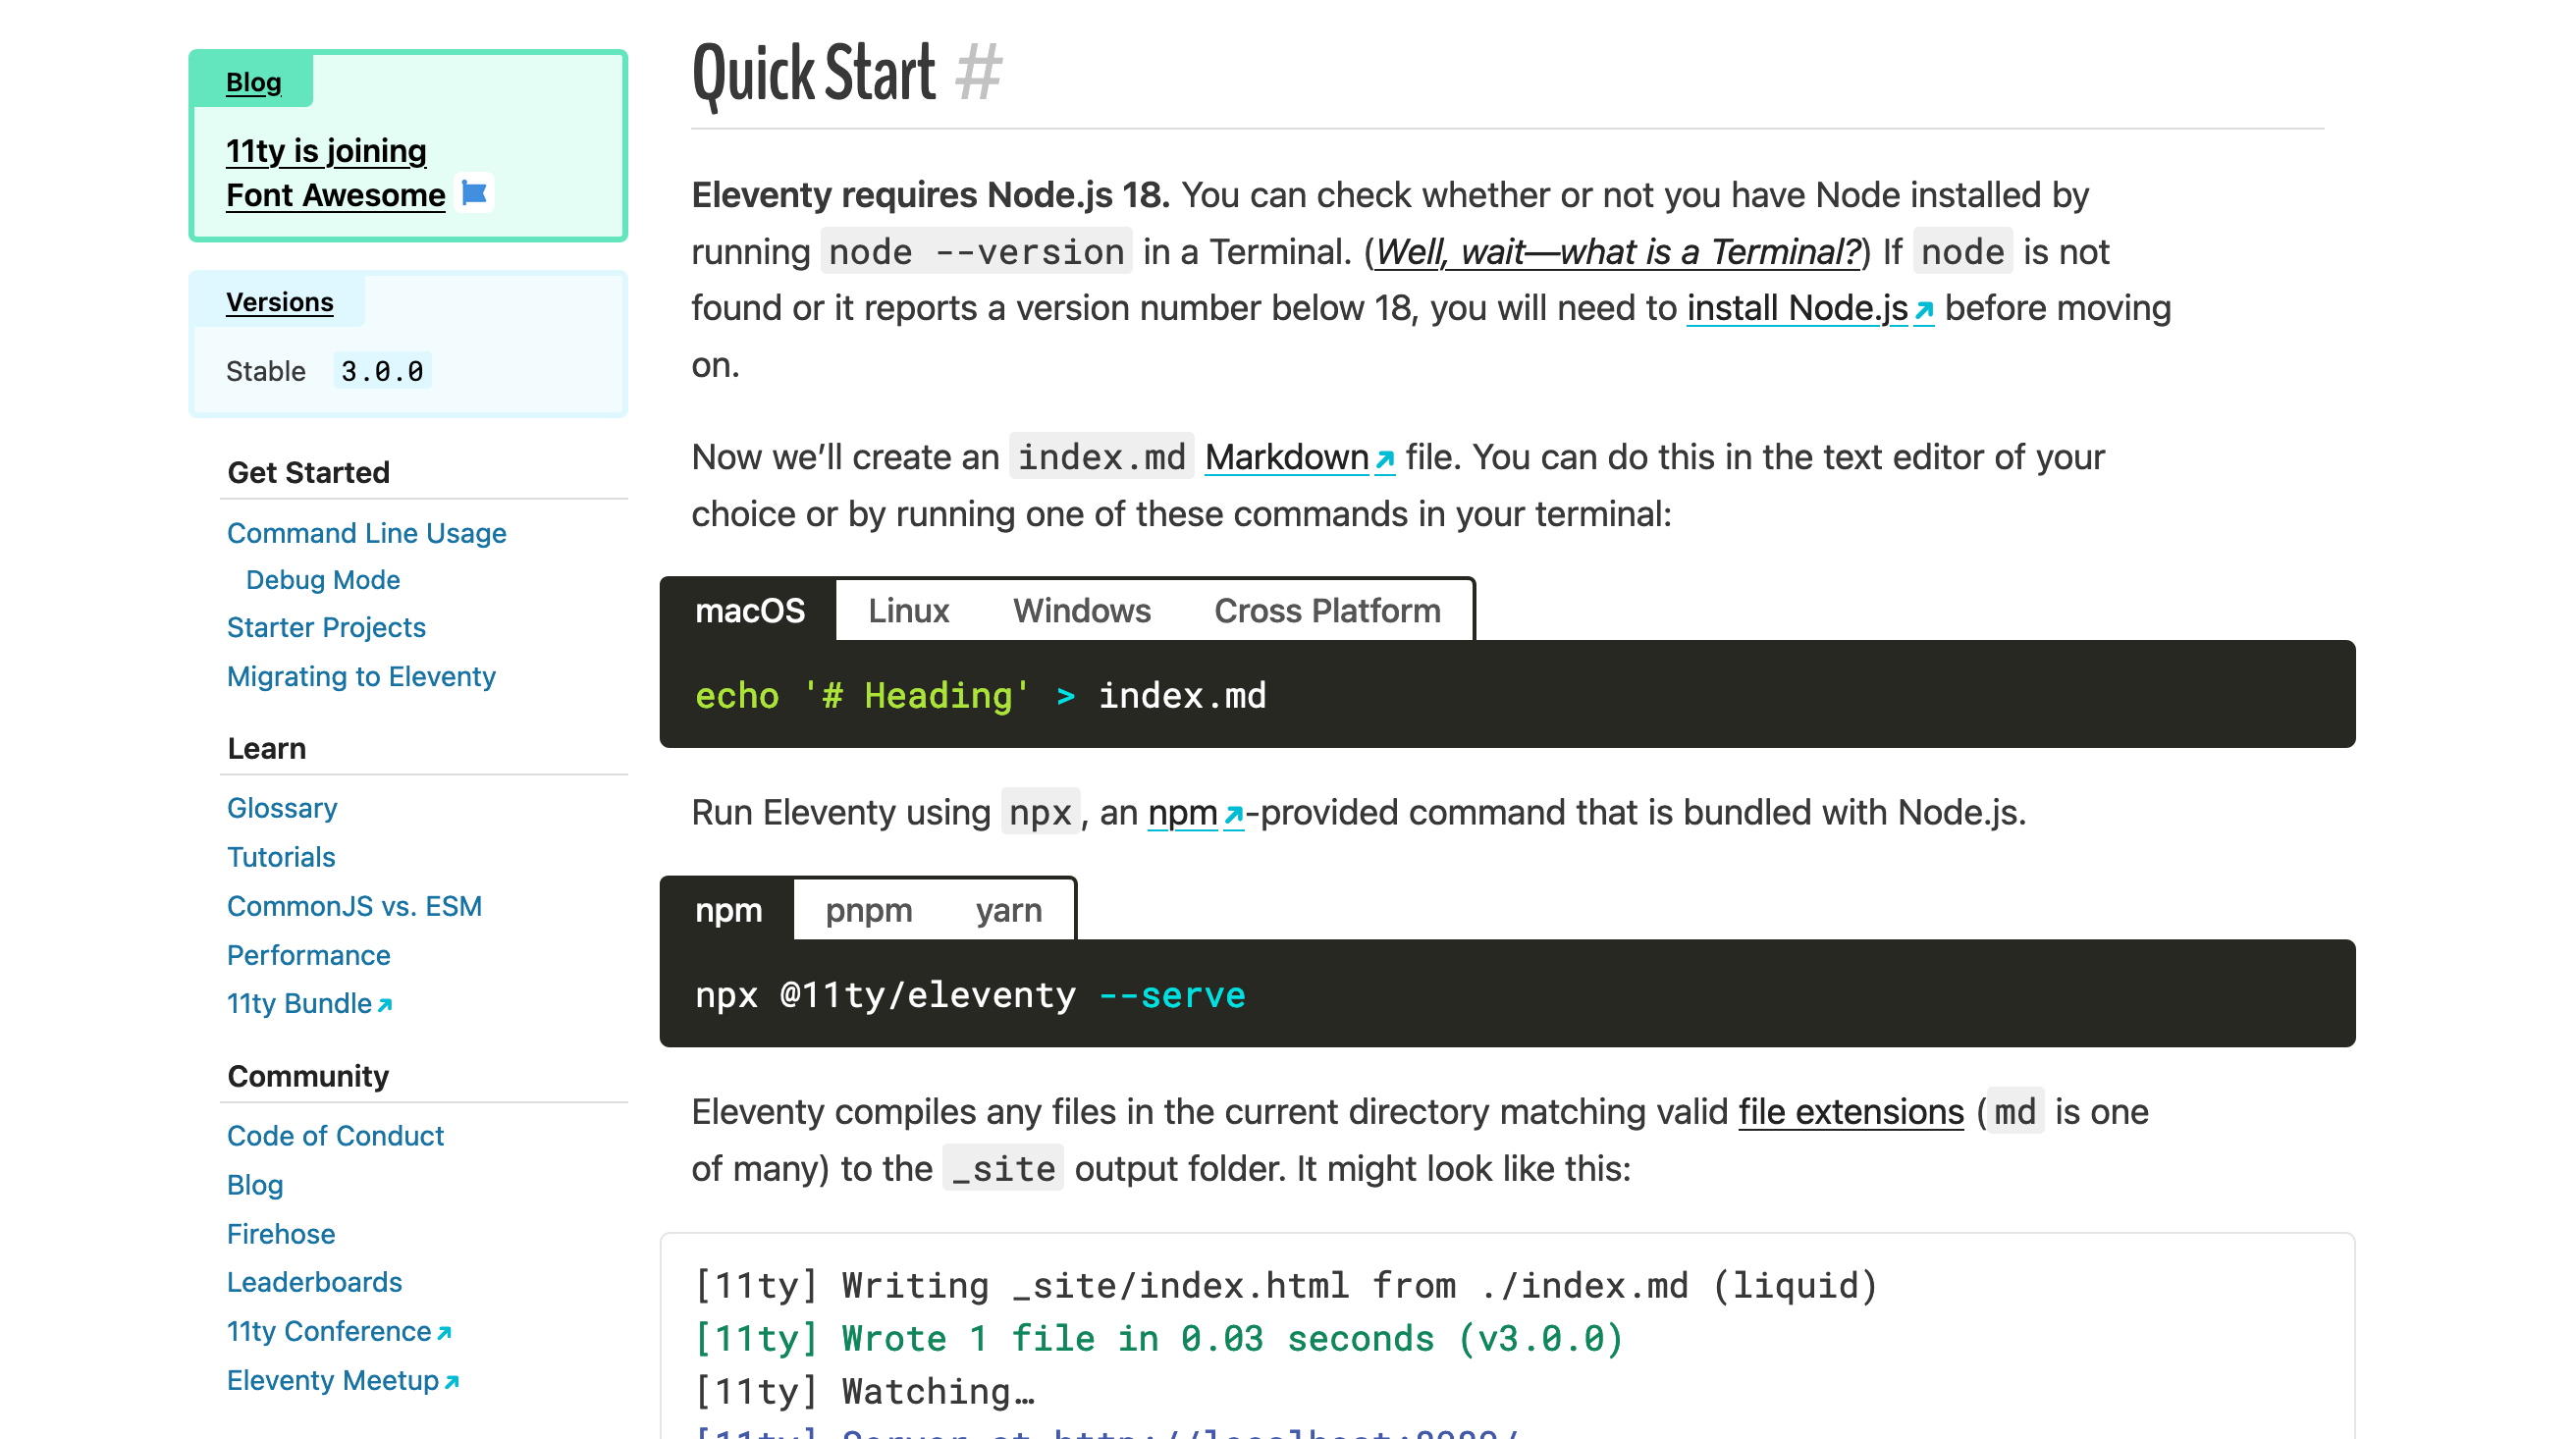 Blog
11ty is joining
Font Awesome
Versions
Stable 3.0.0
Get Started
Command Line Usage
Debug Mode
Starter Projects
Migrating to Eleventy
Learn
Glossary
Tutorials
CommonJS vs. ESM
Performance
11ty Bundle
Community
Code of Conduct
Blog
Firehose
Leaderboards
11ty Conference
Eleventy Meetup
Quick Start #
Eleventy requires Node.js 18. You can check whether or not you have Node installed by
running node --version in a Terminal. (Well, wait—what is a Terminal?) If node is not
found or it reports a version number below 18, you will need to install Node.js before moving
on.
Now we’ll create an index.md Markdown file. You can do this in the text editor of your
choice or by running one of these commands in your terminal:
macOS Linux Windows Cross Platform
echo '# Heading' > index.md
Run Eleventy using npx, an npm-provided command that is bundled with Node.js.
npm pnpm yarn
npx @11ty/eleventy --serve
Eleventy compiles any files in the current directory matching valid file extensions (md is one
of many) to the _site output folder. It might look like this:
[11ty] Writing _site/index.html from ./index.md (liquid)
[11ty] Wrote 1 file in 0.03 seconds (v3.0.0)
[11ty] Watching…
[11ty] Server at http://localhost:8080/